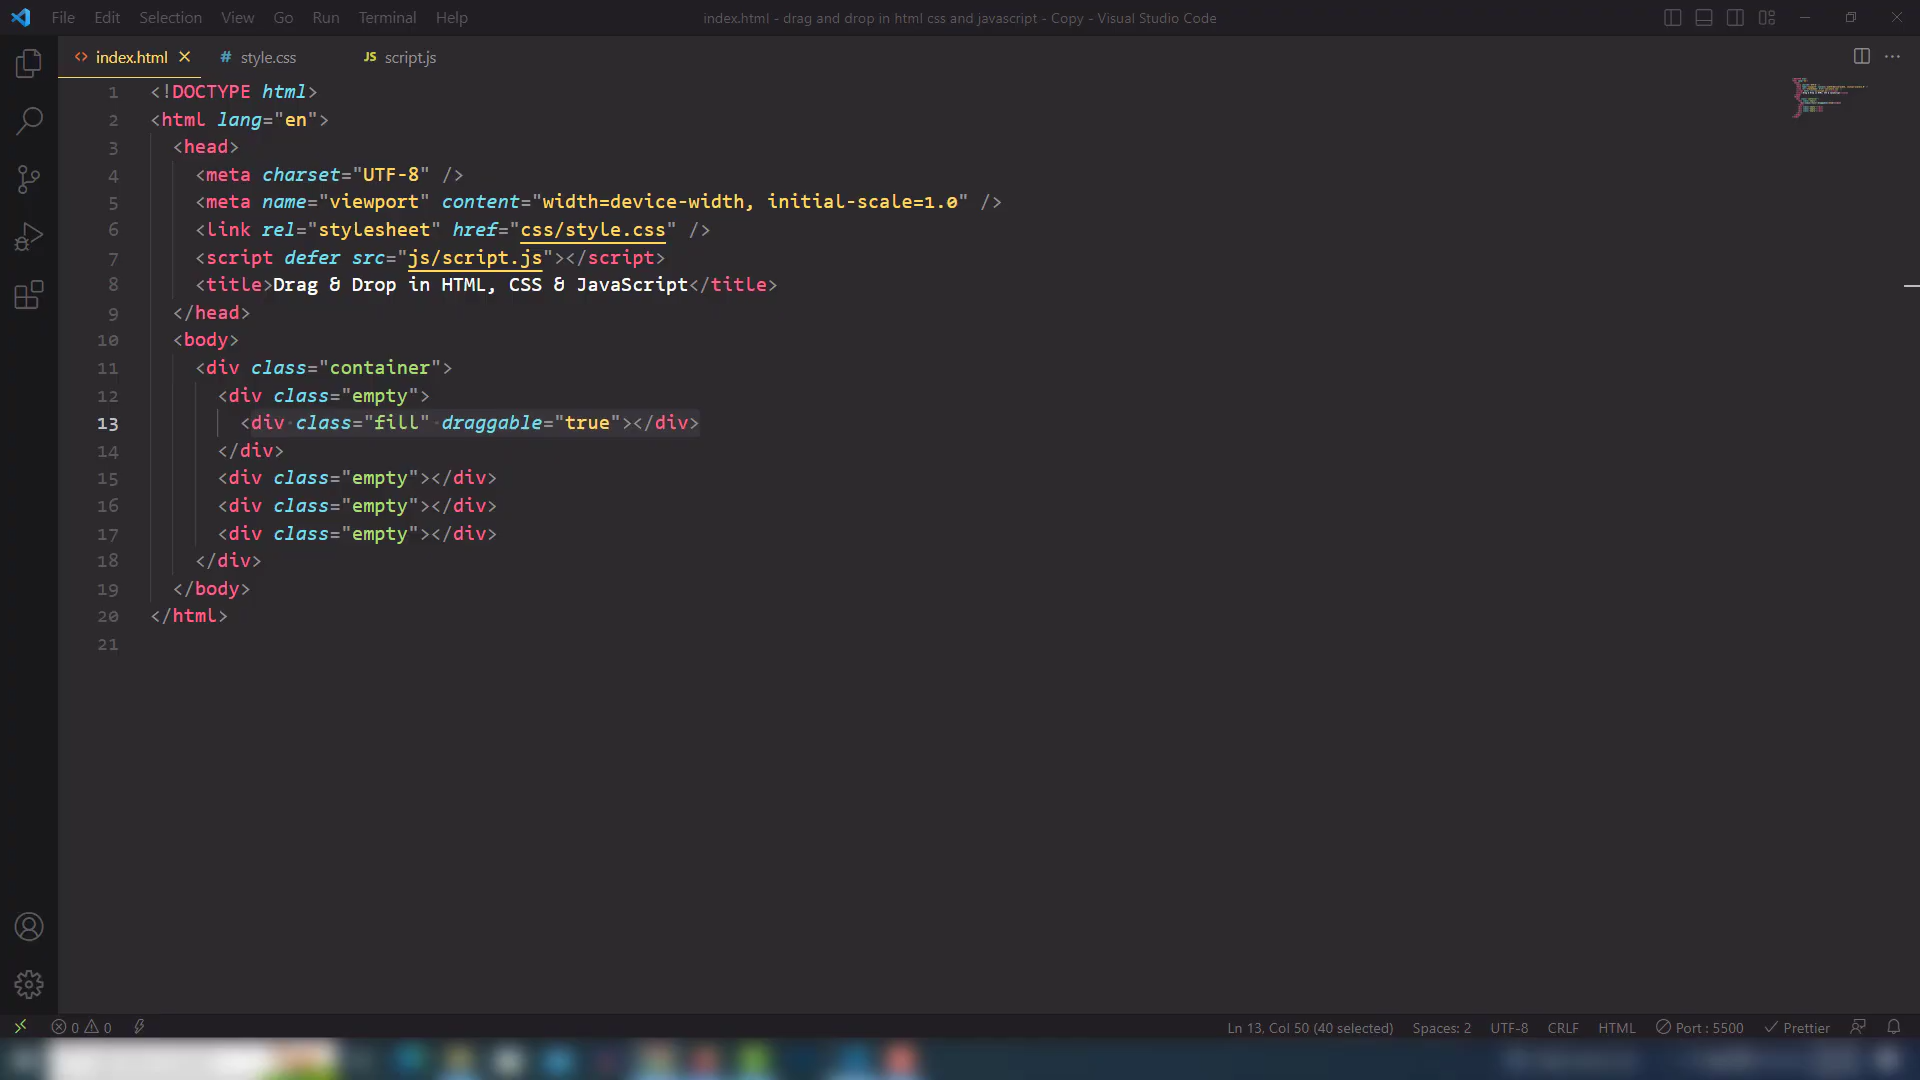 File Edit Selection View Go Run Terminal Help index.html - drag and drop in html css and javascript - Copy - Visual Studio Code
<> index.html # style.css JS script.js
1 <!DOCTYPE html>
2 <html lang="en">
3 <head>
4 <meta charset="UTF-8" />
5 <meta name="viewport" content="width=device-width, initial-scale=1.0" />
6 <link rel="stylesheet" href="css/style.css" />
7 <script defer src="js/script.js"></script>
8 <title>Drag & Drop in HTML, CSS & JavaScript</title>
9 </head>
10 <body>
11 <div class="container">
12 <div class="empty">
13 <div class="fill" draggable="true"></div>
14 </div>
15 <div class="empty"></div>
16 <div class="empty"></div>
17 <div class="empty"></div>
18 </div>
19 </body>
20 </html>
21
0 0 Ln 13, Col 50 (40 selected) Spaces: 2 UTF-8 CRLF HTML Port : 5500 Prettier